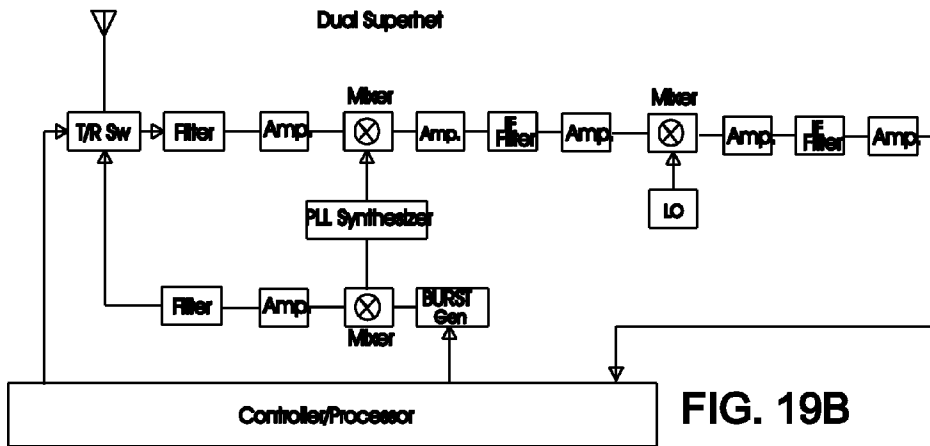 Dual Superhet
Mixer
Mixer
T/R Sw
Filter
Amp.
Amp.
IF
Filter
Amp.
Amp.
IF
Filter
Amp.
PLL Synthesizer
LO
Filter
Amp.
BURST
Gen
Mixer
Controller/Processor
FIG. 19B